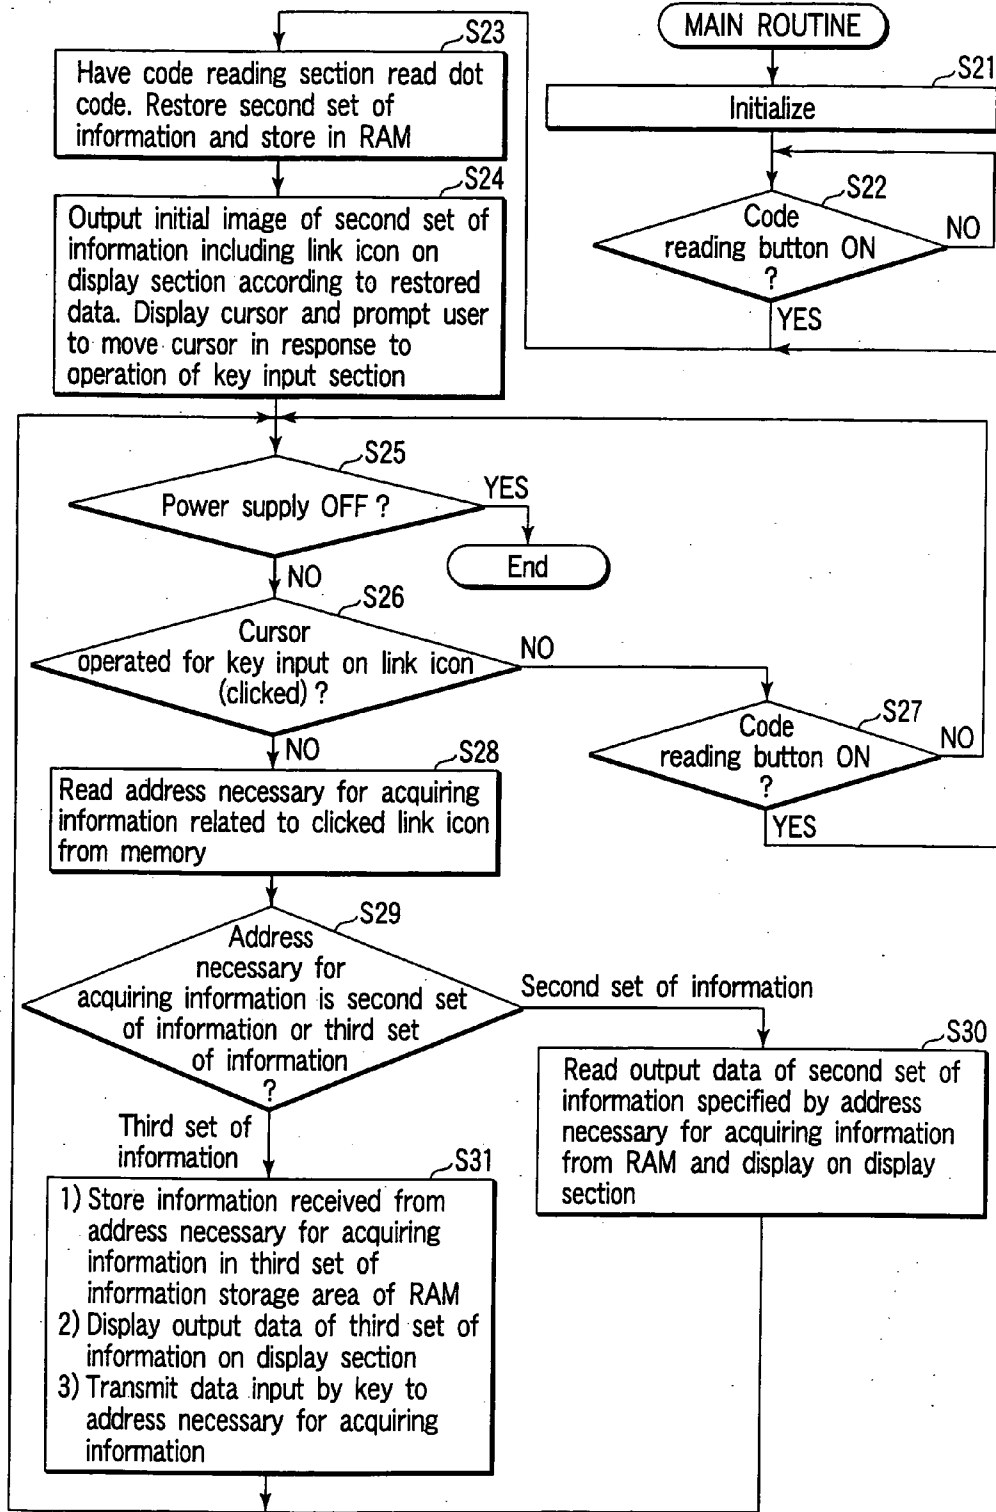 MAIN ROUTINE
S21
Initialize
S22
Code
reading button ON
?
NO
YES
S23
Have code reading section read dot
code. Restore second set of
information and store in RAM
S24
Output initial image of second set of
information including link icon on
display section according to restored
data. Display cursor and prompt user
to move cursor in response to
operation of key input section
S25
Power supply OFF ?
YES
End
NO
S26
Cursor
operated for key input on link icon
(clicked) ?
NO
S27
Code
reading button ON
?
NO
YES
NO
S28
Read address necessary for acquiring
information related to clicked link icon
from memory
S29
Address
necessary for
acquiring information is second set
of information or third set
of information
?
Second set of information
S30
Read output data of second set of
information specified by address
necessary for acquiring information
from RAM and display on display
section
Third set of
information
S31
1) Store information received from
address necessary for acquiring
information in third set of
information storage area of RAM
2) Display output data of third set of
information on display section
3) Transmit data input by key to
address necessary for acquiring
information